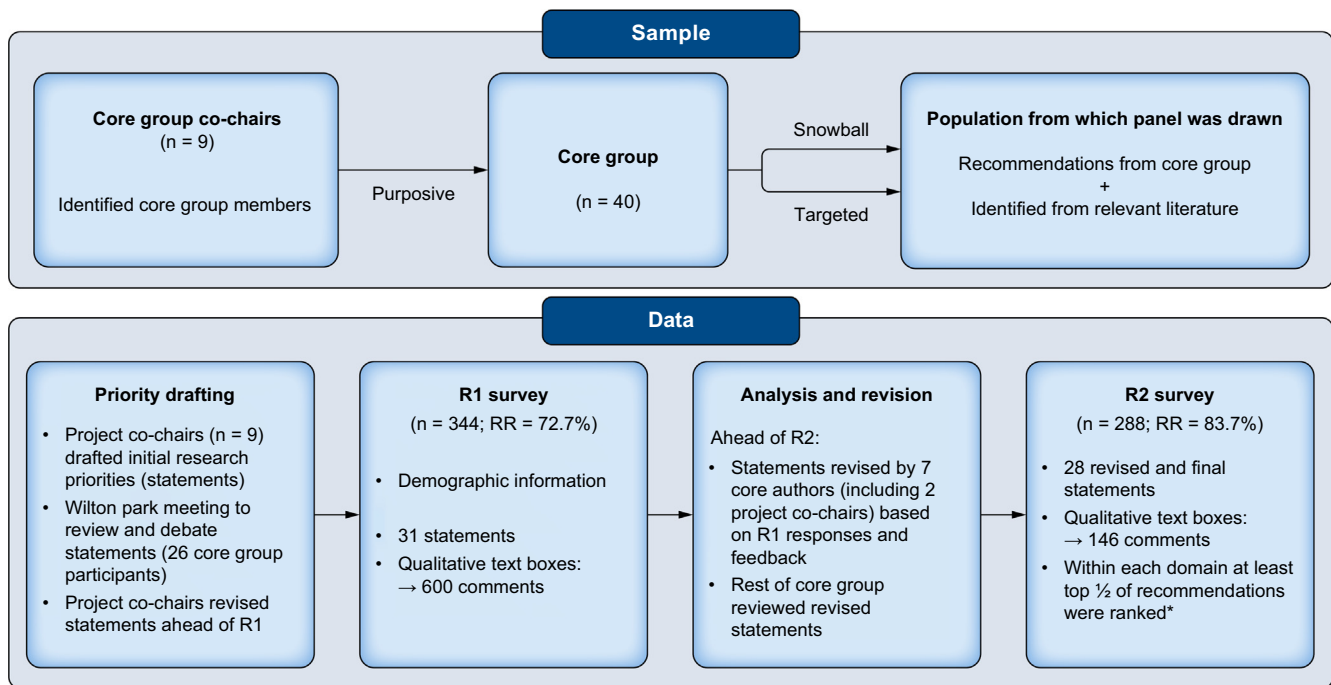 Sample
Core group co-chairs
(n = 9)
Identified core group members
Purposive
Core group
(n = 40)
Snowball
Targeted
Population from which panel was drawn
Recommendations from core group
+
Identified from relevant literature
Data
Priority drafting
• Project co-chairs (n = 9)
drafted initial research
priorities (statements)
• Wilton park meeting to
review and debate
statements (26 core group
participants)
• Project co-chairs revised
statements ahead of R1
R1 survey
(n = 344; RR = 72.7%)
• Demographic information
• 31 statements
• Qualitative text boxes:
→ 600 comments
Analysis and revision
Ahead of R2:
• Statements revised by 7
core authors (including 2
project co-chairs) based
on R1 responses and
feedback
• Rest of core group
reviewed revised
statements
R2 survey
(n = 288; RR = 83.7%)
• 28 revised and final
statements
• Qualitative text boxes:
→ 146 comments
• Within each domain at least
top ½ of recommendations
were ranked*